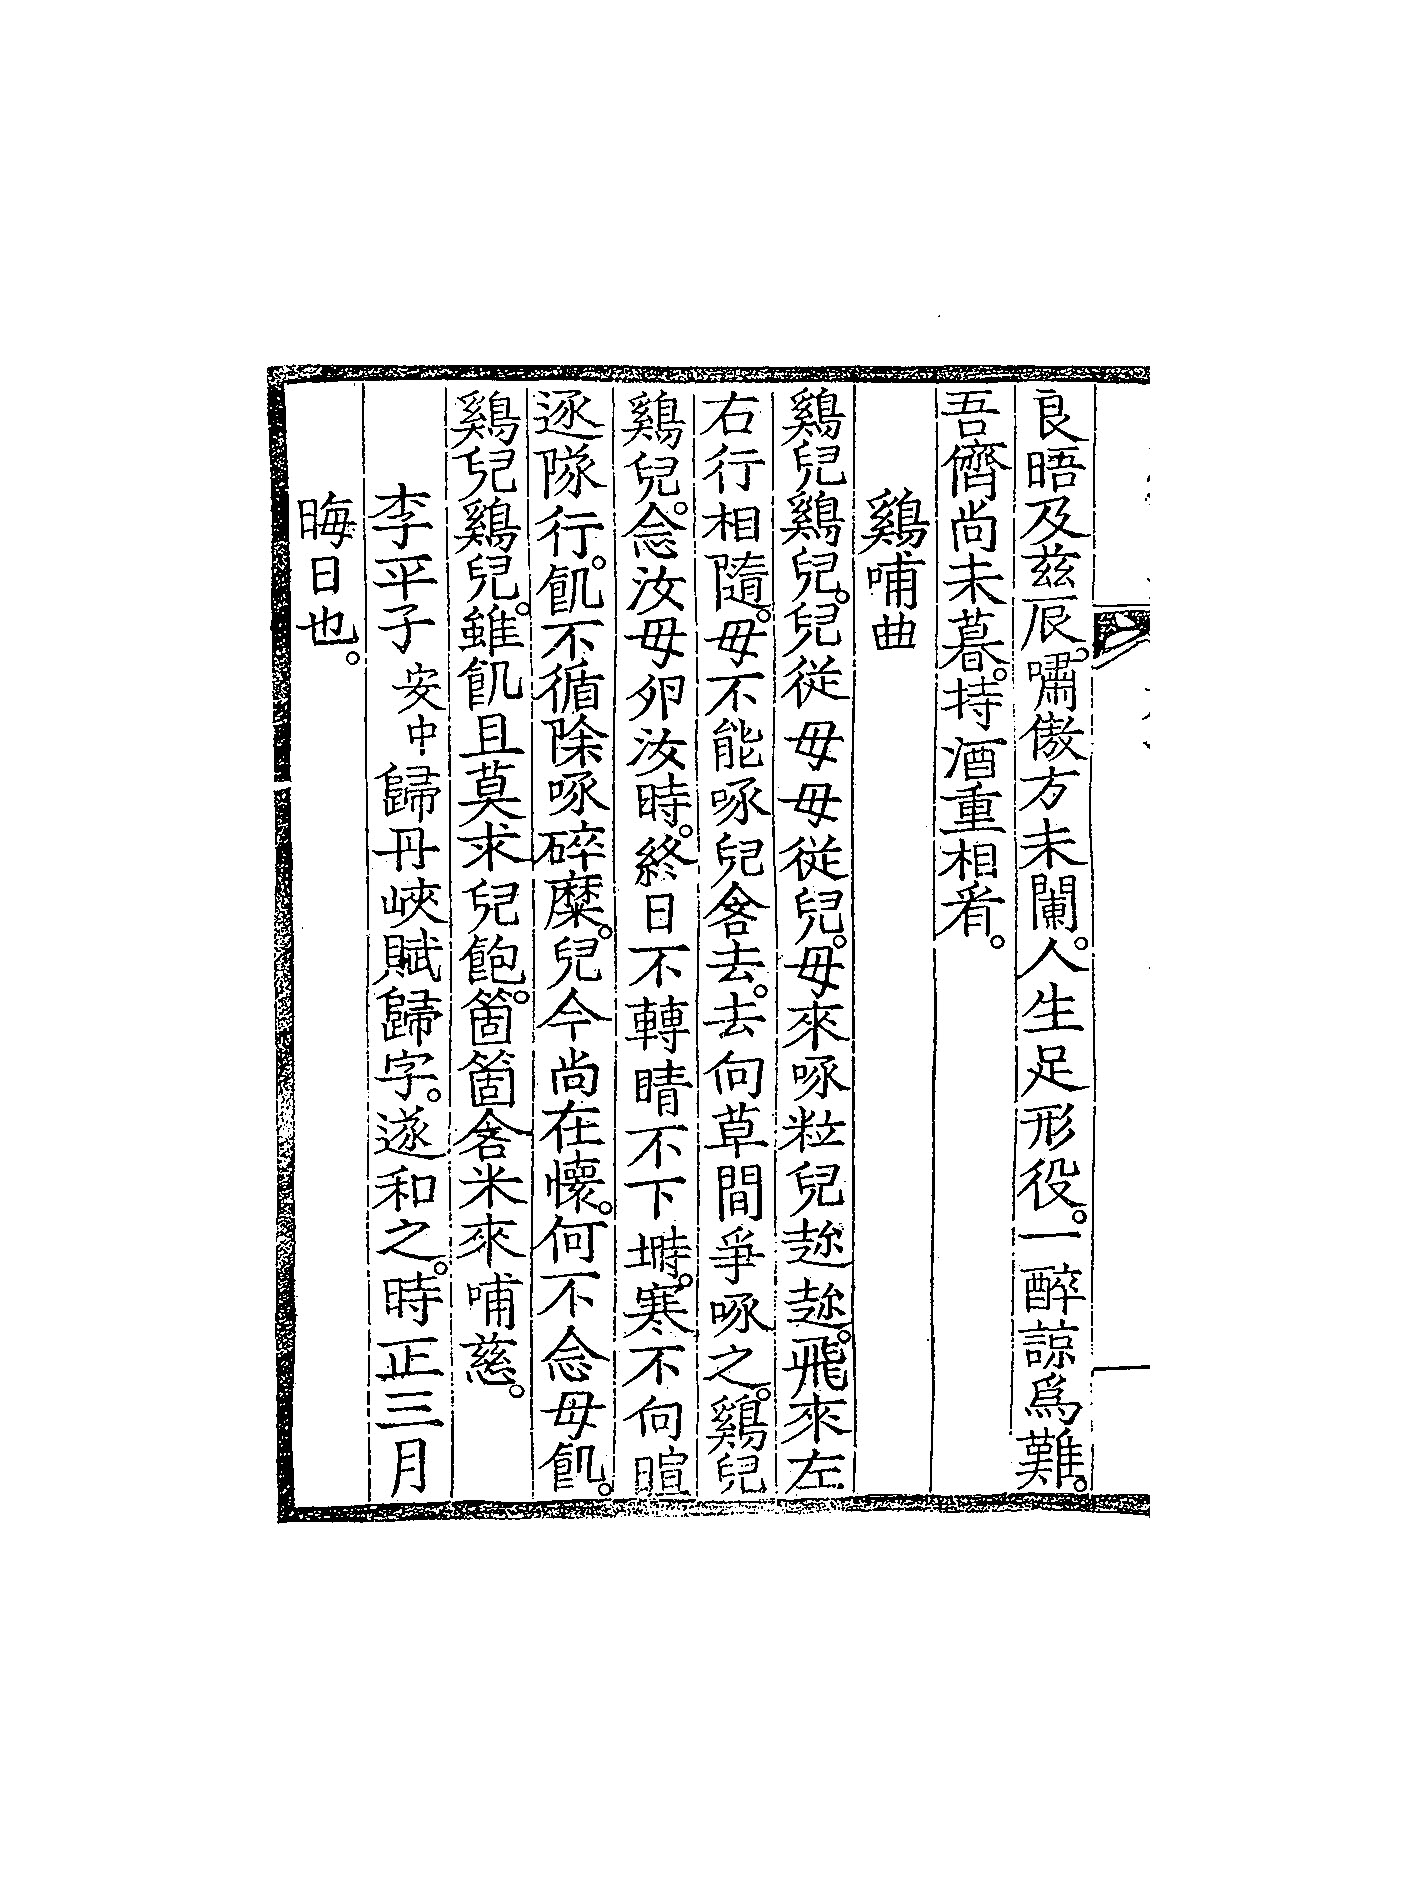 良晤及茲辰。嘯傲方未闌。人生足形役。一醉諒爲難。
吾儕尚未暮。持酒重相看。
鷄哺曲
鷄兒鷄兒。兒從母母從兒。母來啄粒兒趂趂。飛來左
右行相隨。母不能啄兒含去。去向草間爭啄之。鷄兒
鷄兒。念汝母卵汝時。終日不轉睛不下塒。寒不向暄
逐隊行。飢不循除啄碎糜。兒今尚在懷。何不念母飢。
鷄兒鷄兒。雖飢且莫求兒飽。箇箇含米來哺慈。
李平子安中歸丹峽賦歸字。遂和之。時正三月
晦日也。